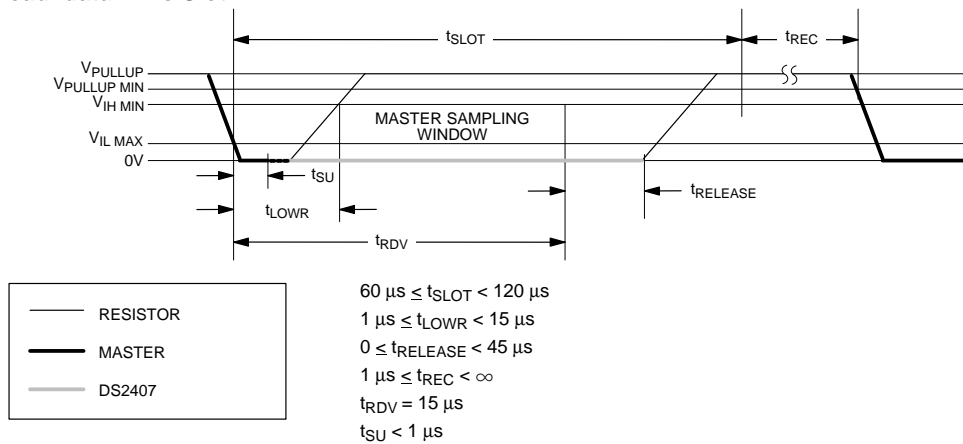 tSLOT
tREC
VPULLUP
VPULLUP MIN
VIH MIN
MASTER SAMPLING
WINDOW
VIL MAX
0V
tSU
tRELEASE
tLOWR
tRDV
RESISTOR
MASTER
DS2407
60 μs ≤ tSLOT < 120 μs
1 μs ≤ tLOWR < 15 μs
0 ≤ tRELEASE < 45 μs
1 μs ≤ tREC < ∞
tRDV = 15 μs
tSU < 1 μs